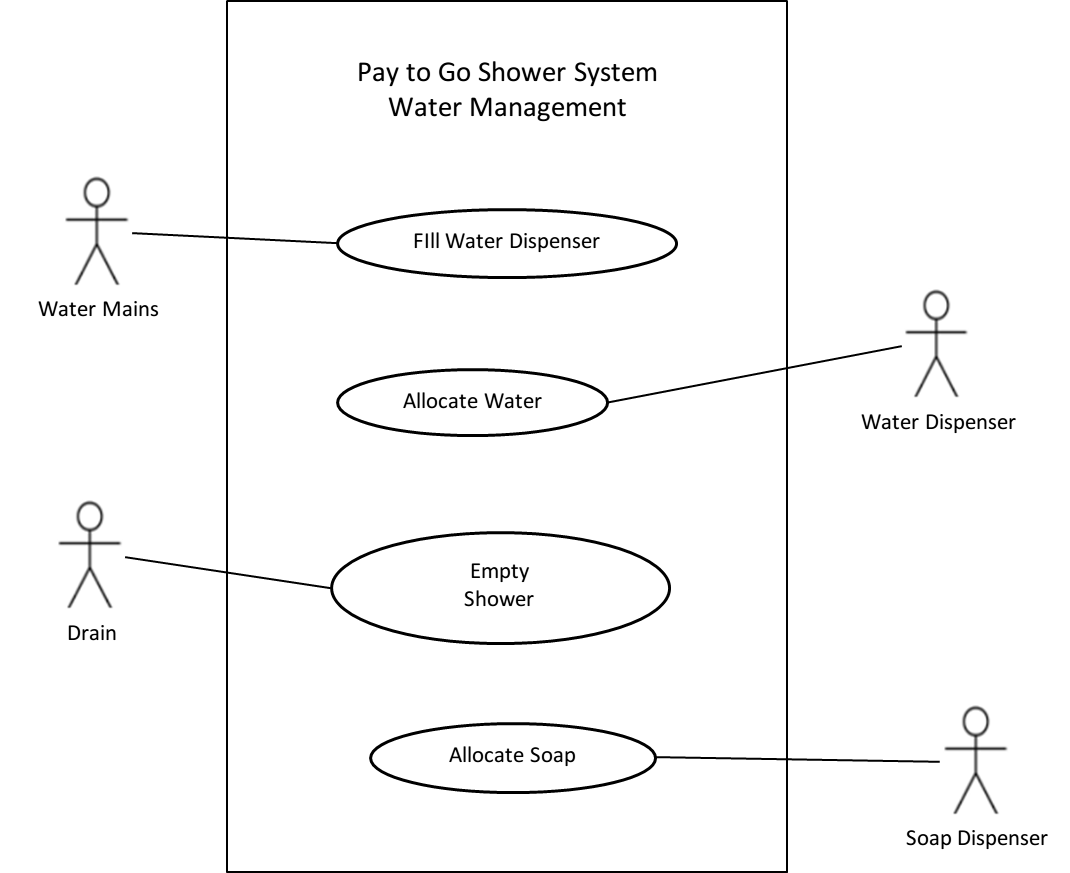 Pay to Go Shower System
Water Management
FIll Water Dispenser
Water Mains
Allocate Water
Water Dispenser
Empty
Shower
Drain
Allocate Soap
Soap Dispenser